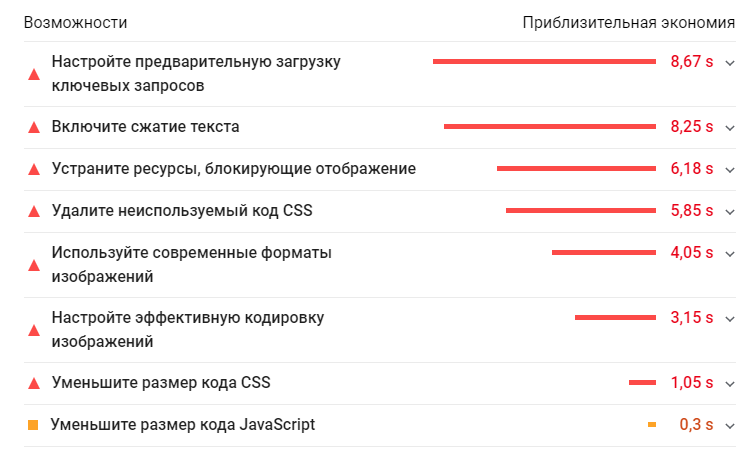 Возможности Приблизительная экономия
Настройте предварительную загрузку 8,67 s
ключевых запросов
Включите сжатие текста 8,25 s
Устраните ресурсы, блокирующие отображение 6,18 s
Удалите неиспользуемый код CSS 5,85 s
Используйте современные форматы 4,05 s
изображений
Настройте эффективную кодировку 3,15 s
изображений
Уменьшите размер кода CSS 1,05 s
Уменьшите размер кода JavaScript 0,3 s